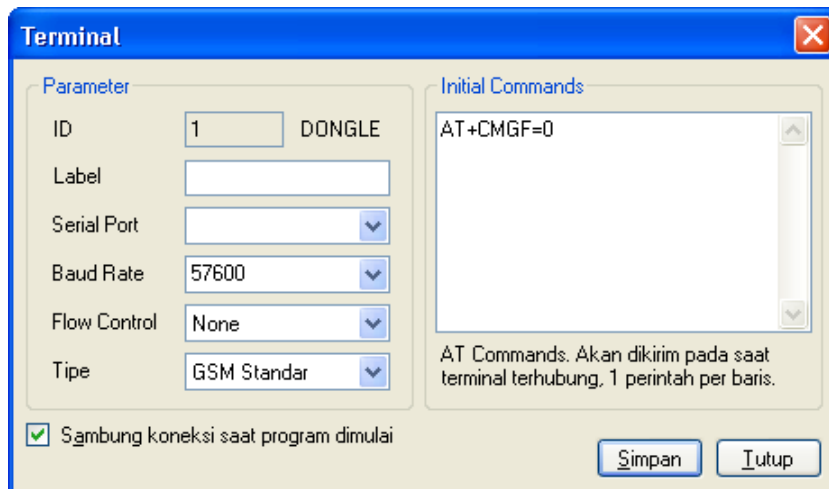 Terminal
Parameter
ID 1 DONGLE
Label
Serial Port
Baud Rate 57600
Flow Control None
Tipe GSM Standar
Sambung koneksi saat program dimulai
Initial Commands
AT+CMGF=0
AT Commands. Akan dikirim pada saat
terminal terhubung, 1 perintah per baris.
Simpan Tutup